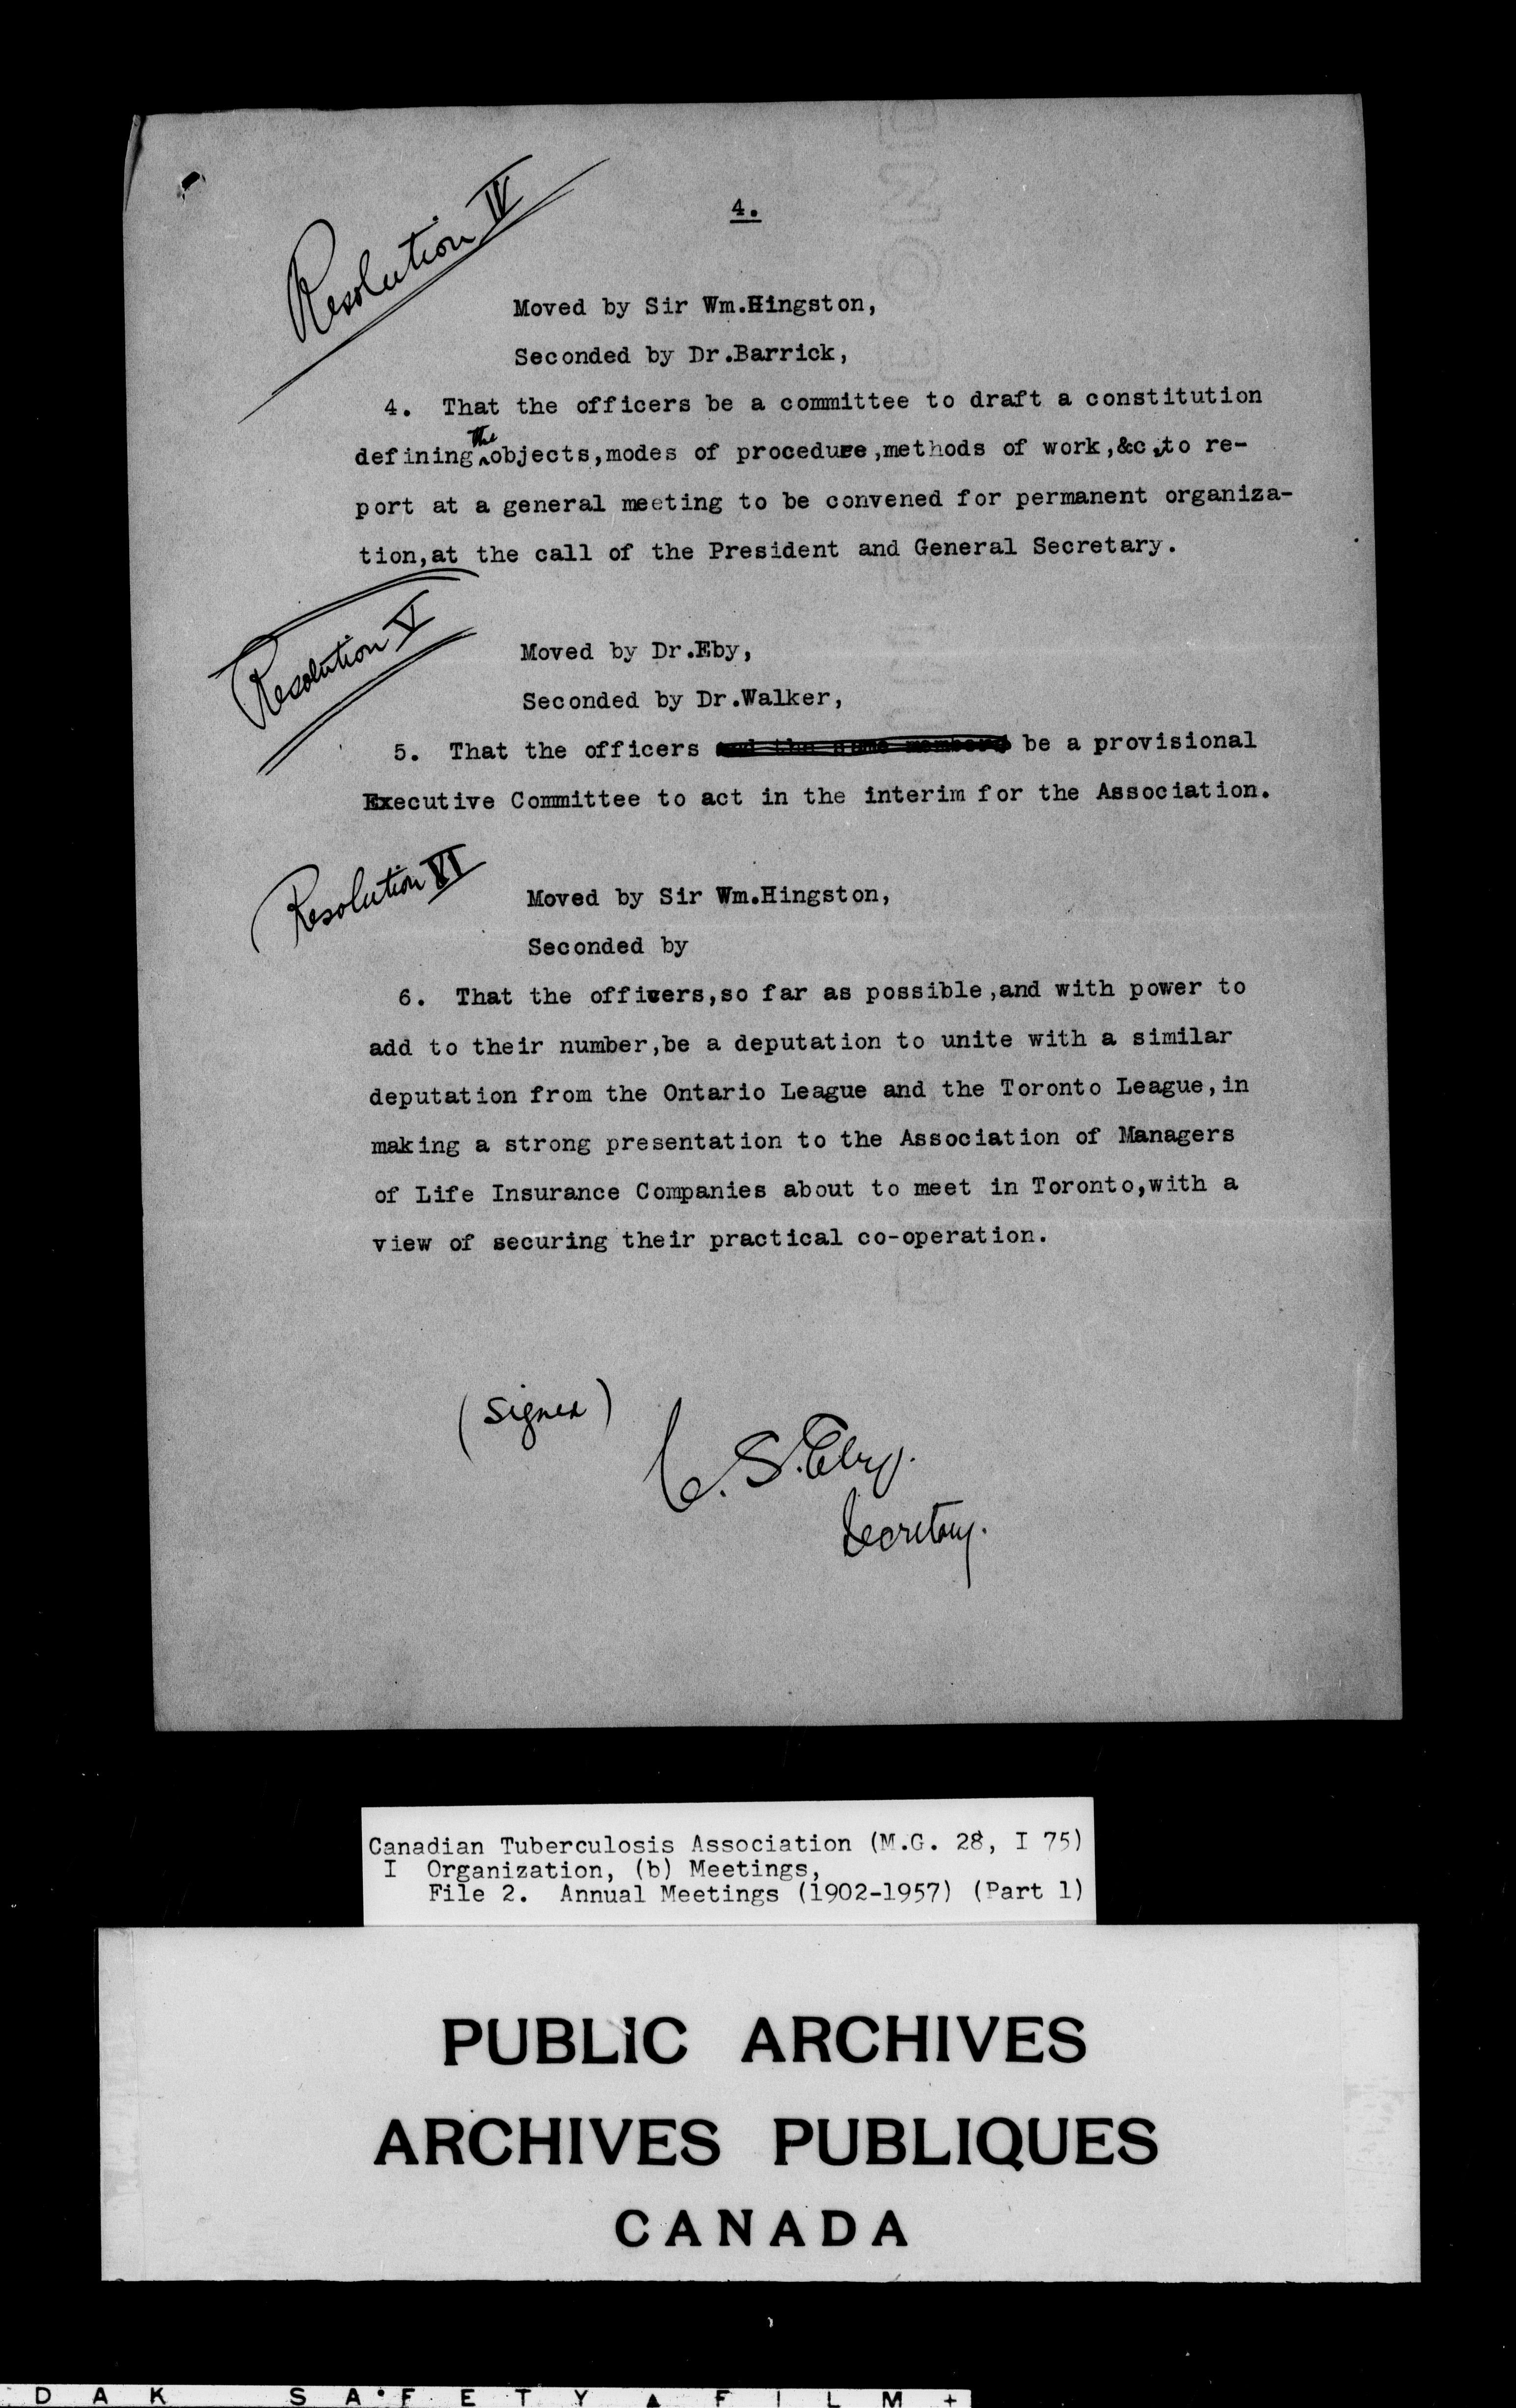 4.
Resolution IV
Moved by Sir Wm.Hingston,
Seconded by Dr.Barrick,
4. That the officers be a committee to draft a constitution
defining the objects,modes of procedure,methods of work,&c.,to re-
port at a general meeting to be convened for permanent organiza-
tion,at the call of the President and General Secretary.
Resolution V
Moved by Dr.Eby,
Seconded by Dr.Walker,
5. That the officers and the same members be a provisional
Executive Committee to act in the interim for the Association.
Resolution VI
Moved by Sir Wm.Hingston,
Seconded by
6. That the officers,so far as possible,and with power to
add to their number,be a deputation to unite with a similar
deputation from the Ontario League and the Toronto League,in
making a strong presentation to the Association of Managers
of Life Insurance Companies about to meet in Toronto,with a
view of securing their practical co-operation.
(Signed)
C.S.Eby.
Secretary.
Canadian Tuberculosis Association (M.G. 28, I 75)
I Organization, (b) Meetings,
File 2. Annual Meetings (1902-1957) (Part 1)
PUBLIC ARCHIVES
ARCHIVES PUBLIQUES
CANADA
DAK SAFETY FILM